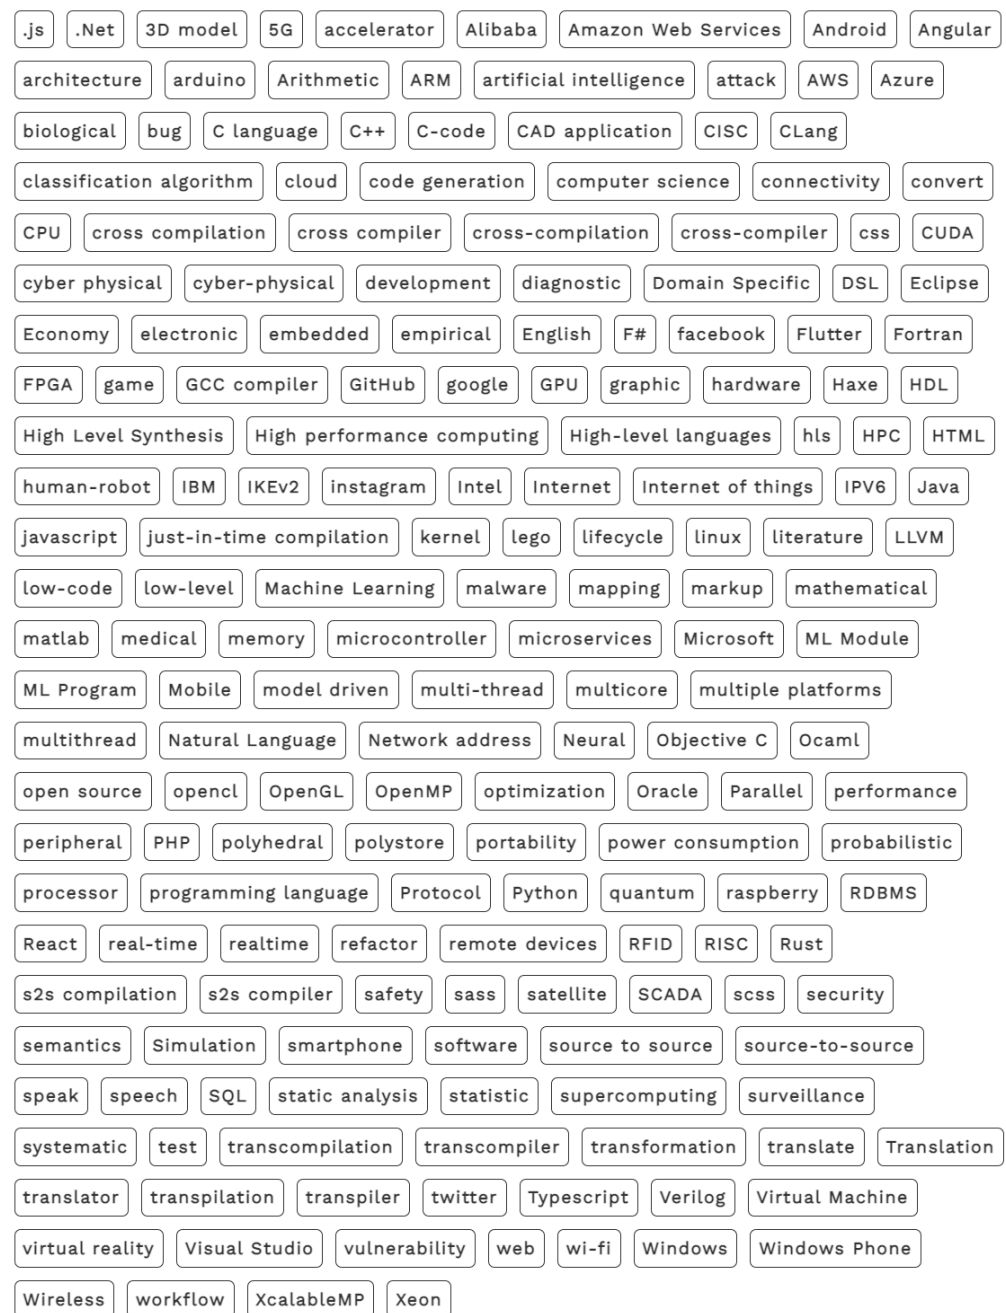 .js .Net 3D model 5G accelerator Alibaba Amazon Web Services Android Angular
architecture arduino Arithmetic ARM artificial intelligence attack AWS Azure
biological bug C language C++ C-code CAD application CISC CLang
classification algorithm cloud code generation computer science connectivity convert
CPU cross compilation cross compiler cross-compilation cross-compiler css CUDA
cyber physical cyber-physical development diagnostic Domain Specific DSL Eclipse
Economy electronic embedded empirical English F# facebook Flutter Fortran
FPGA game GCC compiler GitHub google GPU graphic hardware Haxe HDL
High Level Synthesis High performance computing High-level languages hls HPC HTML
human-robot IBM IKEv2 instagram Intel Internet Internet of things IPV6 Java
javascript just-in-time compilation kernel lego lifecycle linux literature LLVM
low-code low-level Machine Learning malware mapping markup mathematical
matlab medical memory microcontroller microservices Microsoft ML Module
ML Program Mobile model driven multi-thread multicore multiple platforms
multithread Natural Language Network address Neural Objective C Ocaml
open source opencl OpenGL OpenMP optimization Oracle Parallel performance
peripheral PHP polyhedral polystore portability power consumption probabilistic
processor programming language Protocol Python quantum raspberry RDBMS
React real-time realtime refactor remote devices RFID RISC Rust
s2s compilation s2s compiler safety sass satellite SCADA scss security
semantics Simulation smartphone software source to source source-to-source
speak speech SQL static analysis statistic supercomputing surveillance
systematic test transcompilation transcompiler transformation translate Translation
translator transpilation transpiler twitter Typescript Verilog Virtual Machine
virtual reality Visual Studio vulnerability web wi-fi Windows Windows Phone
Wireless workflow XcalableMP Xeon